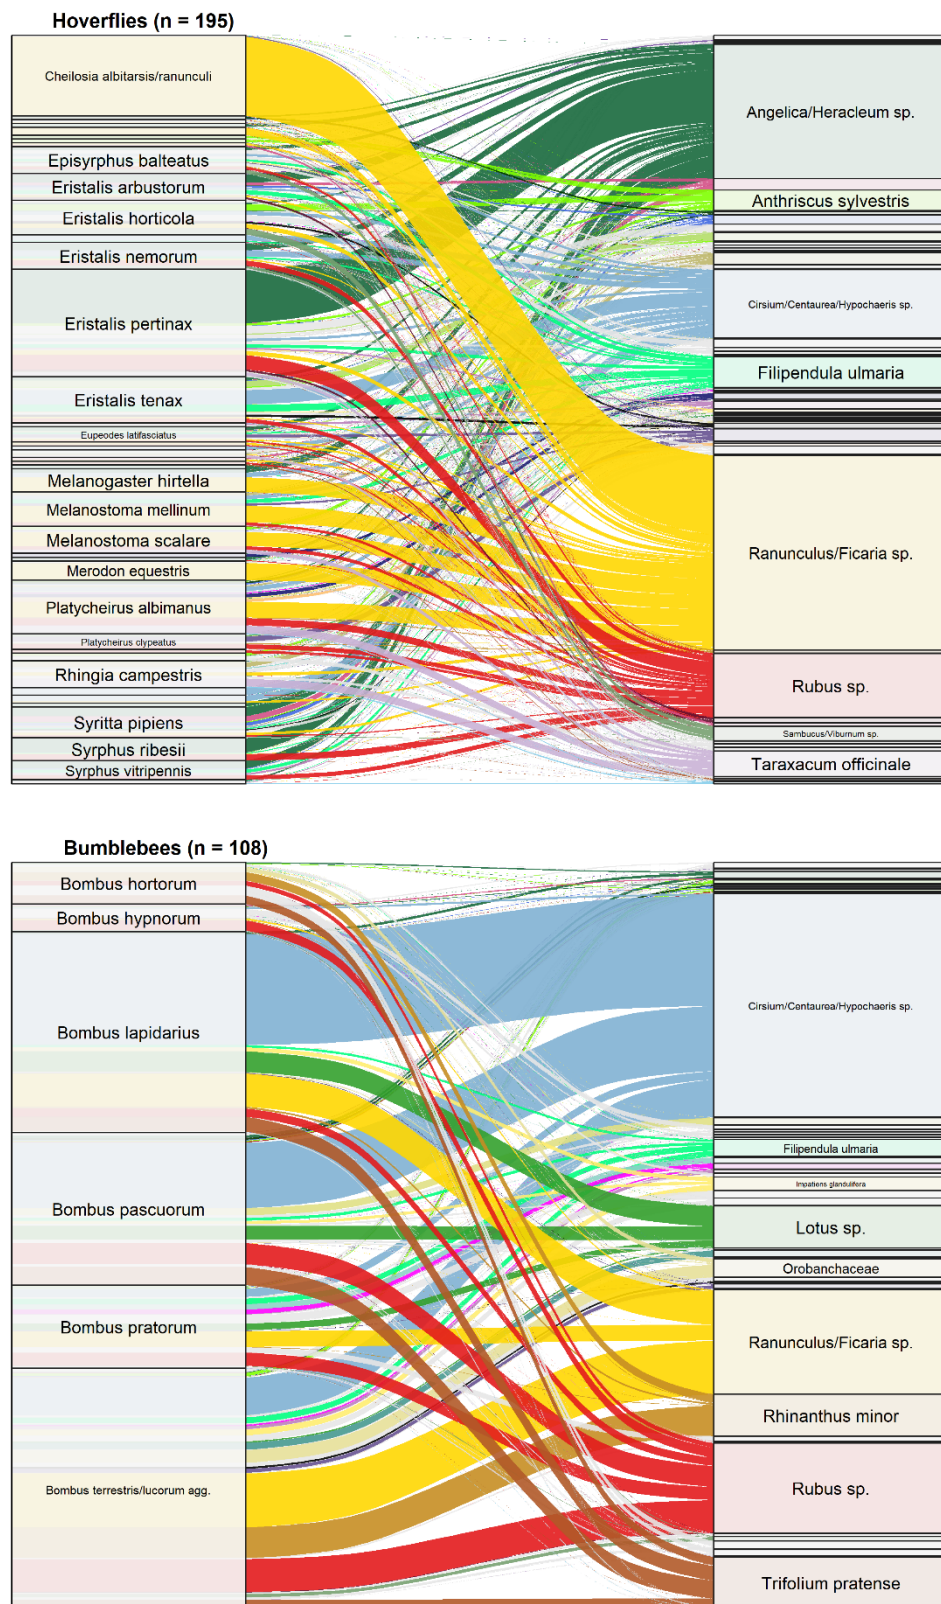 Hoverflies (n = 195)
Cheilosia albitarsis/ranunculi
Episyrphus balteatus
Eristalis arbustorum
Eristalis horticola
Eristalis nemorum
Eristalis pertinax
Eristalis tenax
Eupeodes latifasciatus
Melanogaster hirtella
Melanostoma mellinum
Melanostoma scalare
Merodon equestris
Platycheirus albimanus
Platycheirus clypeatus
Rhingia campestris
Syritta pipiens
Syrphus ribesii
Syrphus vitripennis
Angelica/Heracleum sp.
Anthriscus sylvestris
Cirsium/Centaurea/Hypochaeris sp.
Filipendula ulmaria
Ranunculus/Ficaria sp.
Rubus sp.
Sambucus/Viburnum sp.
Taraxacum officinale
Bumblebees (n = 108)
Bombus hortorum
Bombus hypnorum
Bombus lapidarius
Bombus pascuorum
Bombus pratorum
Bombus terrestris/lucorum agg.
Cirsium/Centaurea/Hypochaeris sp.
Filipendula ulmaria
Impatiens glandulifera
Lotus sp.
Orobanchaceae
Ranunculus/Ficaria sp.
Rhinanthus minor
Rubus sp.
Trifolium pratense